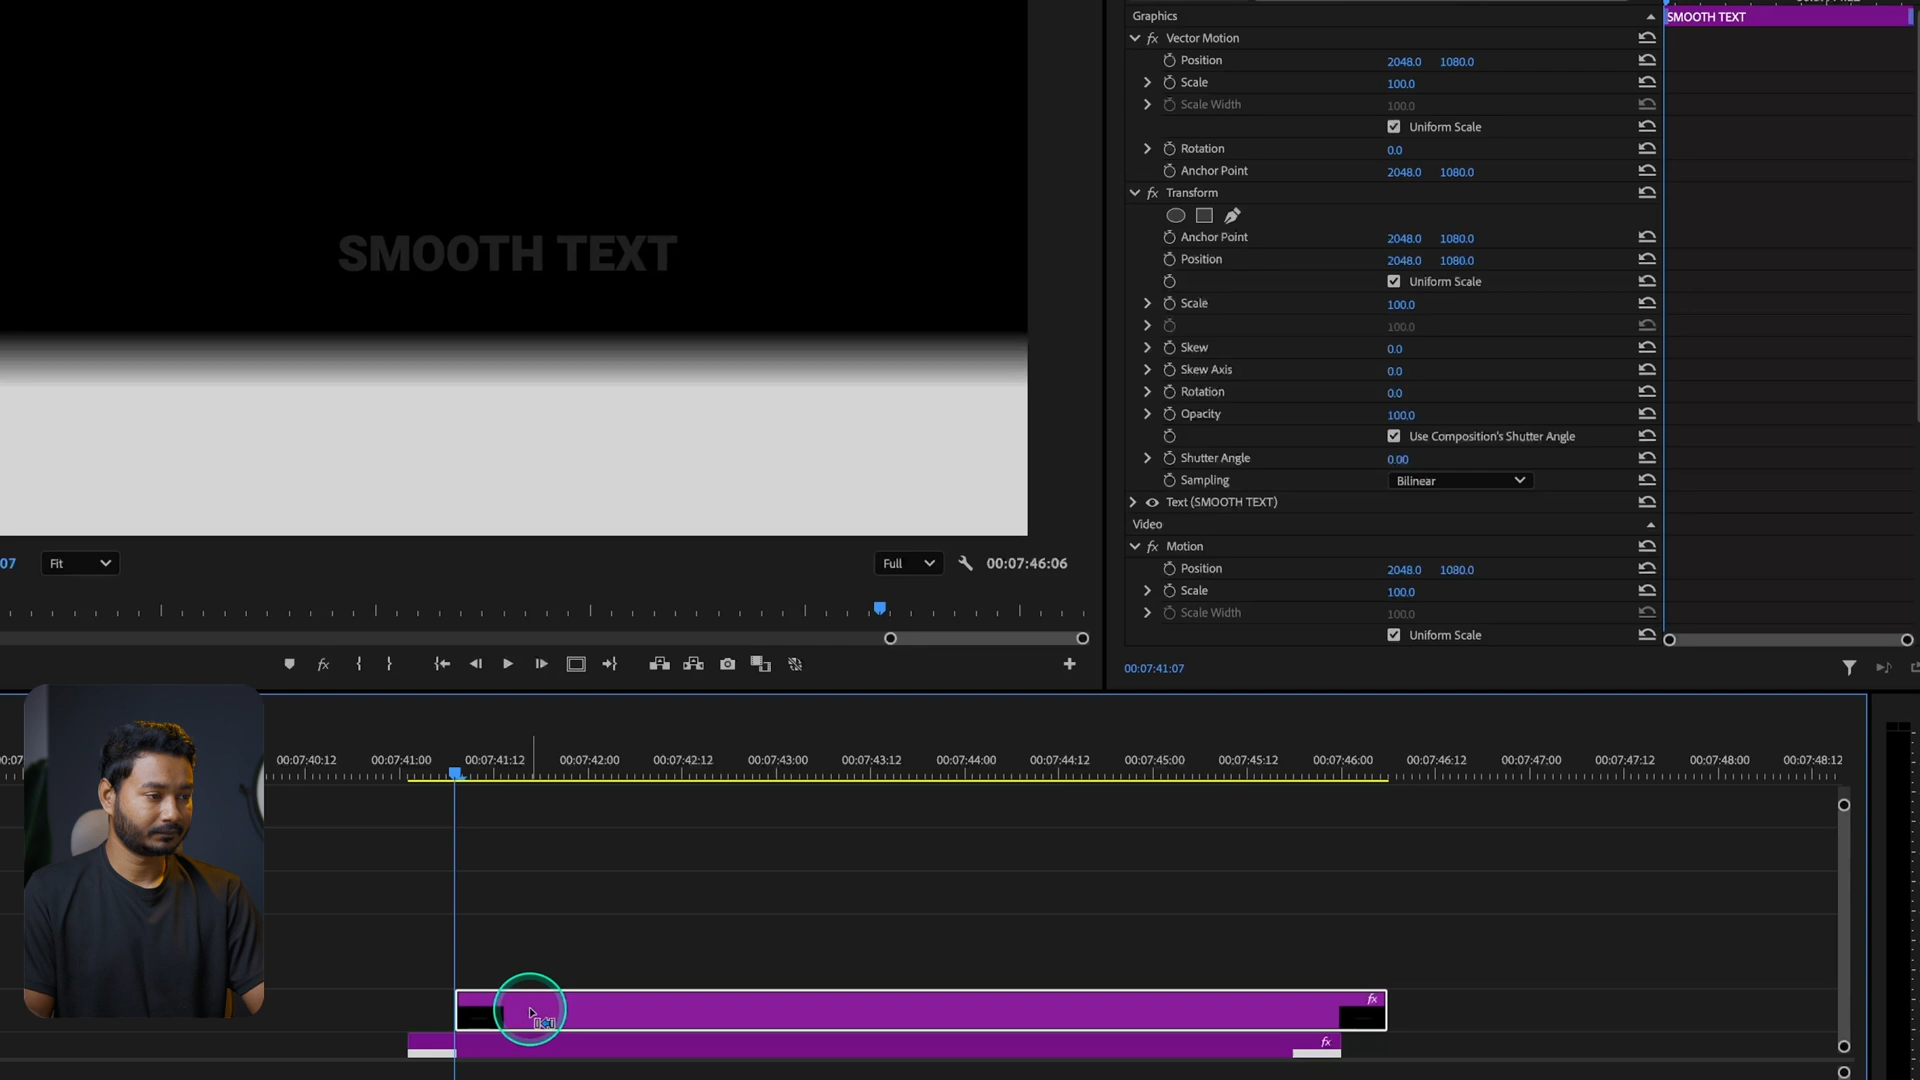 Graphics
SMOOTH TEXT
fx Vector Motion
Position 2048.0 1080.0
Scale 100.0
Scale Width 100.0
Uniform Scale
Rotation 0.0
Anchor Point 2048.0 1080.0
fx Transform
Anchor Point 2048.0 1080.0
Position 2048.0 1080.0
Uniform Scale
Scale 100.0
100.0
Skew 0.0
Skew Axis 0.0
Rotation 0.0
Opacity 100.0
Use Composition's Shutter Angle
Shutter Angle 0.00
Sampling Bilinear
Text (SMOOTH TEXT)
Video
fx Motion
Position 2048.0 1080.0
Scale 100.0
Scale Width 100.0
Uniform Scale
00:07:41:07
SMOOTH TEXT
07 Fit Full 00:07:46:06
fx
00:07:40:12 00:07:41:00 00:07:41:12 00:07:42:00 00:07:42:12 00:07:43:00 00:07:43:12 00:07:44:00 00:07:44:12 00:07:45:00 00:07:45:12 00:07:46:00 00:07:46:12 00:07:47:00 00:07:47:12 00:07:48:00 00:07:48:12
fx
fx